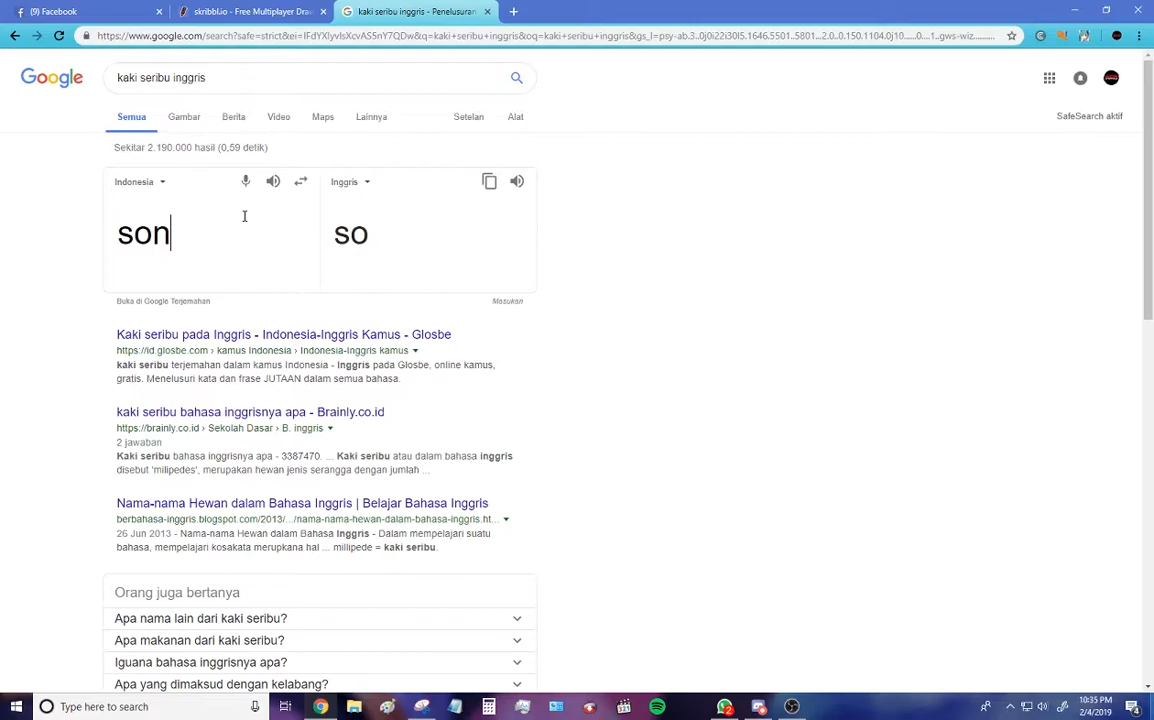 Facebook
skribbl.io - Free Multiplayer Draw
kaki seribu inggris - Penelusuran
https://www.google.com/search?safe=strict&ei=
&q=kaki+seribu+inggris&oq=kaki+seribu+inggris&gs_l=psy-ab.3..0j0i22i30l5.1646.5501..5801...2.0..0.150.1104.0j10......0....1..gws-wiz.........
Google
kaki seribu inggris
Semua
Gambar
Berita
Video
Maps
Lainnya
Setelan
Alat
SafeSearch aktif
Sekitar 2.190.000 hasil (0,59 detik)
Indonesia
Inggris
son
so
Buka di Google Terjemahan
Masukan
Kaki seribu pada Inggris - Indonesia-Inggris Kamus - Glosbe
https://id.glosbe.com › kamus Indonesia › Indonesia-Inggris kamus
kaki seribu terjemahan dalam kamus Indonesia - Inggris pada Glosbe, online kamus,
gratis. Menelusuri kata dan frase JUTAAN dalam semua bahasa.
kaki seribu bahasa inggrisnya apa - Brainly.co.id
https://brainly.co.id › Sekolah Dasar › B. inggris
2 jawaban
Kaki seribu bahasa inggrisnya apa - 3387470. ... Kaki seribu atau dalam bahasa inggris
disebut 'milipedes', merupakan hewan jenis serangga dengan jumlah ...
Nama-nama Hewan dalam Bahasa Inggris | Belajar Bahasa Inggris
berbahasa-inggris.blogspot.com/2013/.../nama-nama-hewan-dalam-bahasa-inggris.ht...
26 Jun 2013 - Nama-nama Hewan dalam Bahasa Inggris - Dalam mempelajari suatu
bahasa, mempelajari kosakata merupkana hal ... millipede = kaki seribu.
Orang juga bertanya
Apa nama lain dari kaki seribu?
Apa makanan dari kaki seribu?
Iguana bahasa inggrisnya apa?
Apa yang dimaksud dengan kelabang?
Type here to search
2
10:35 PM
2/4/2019